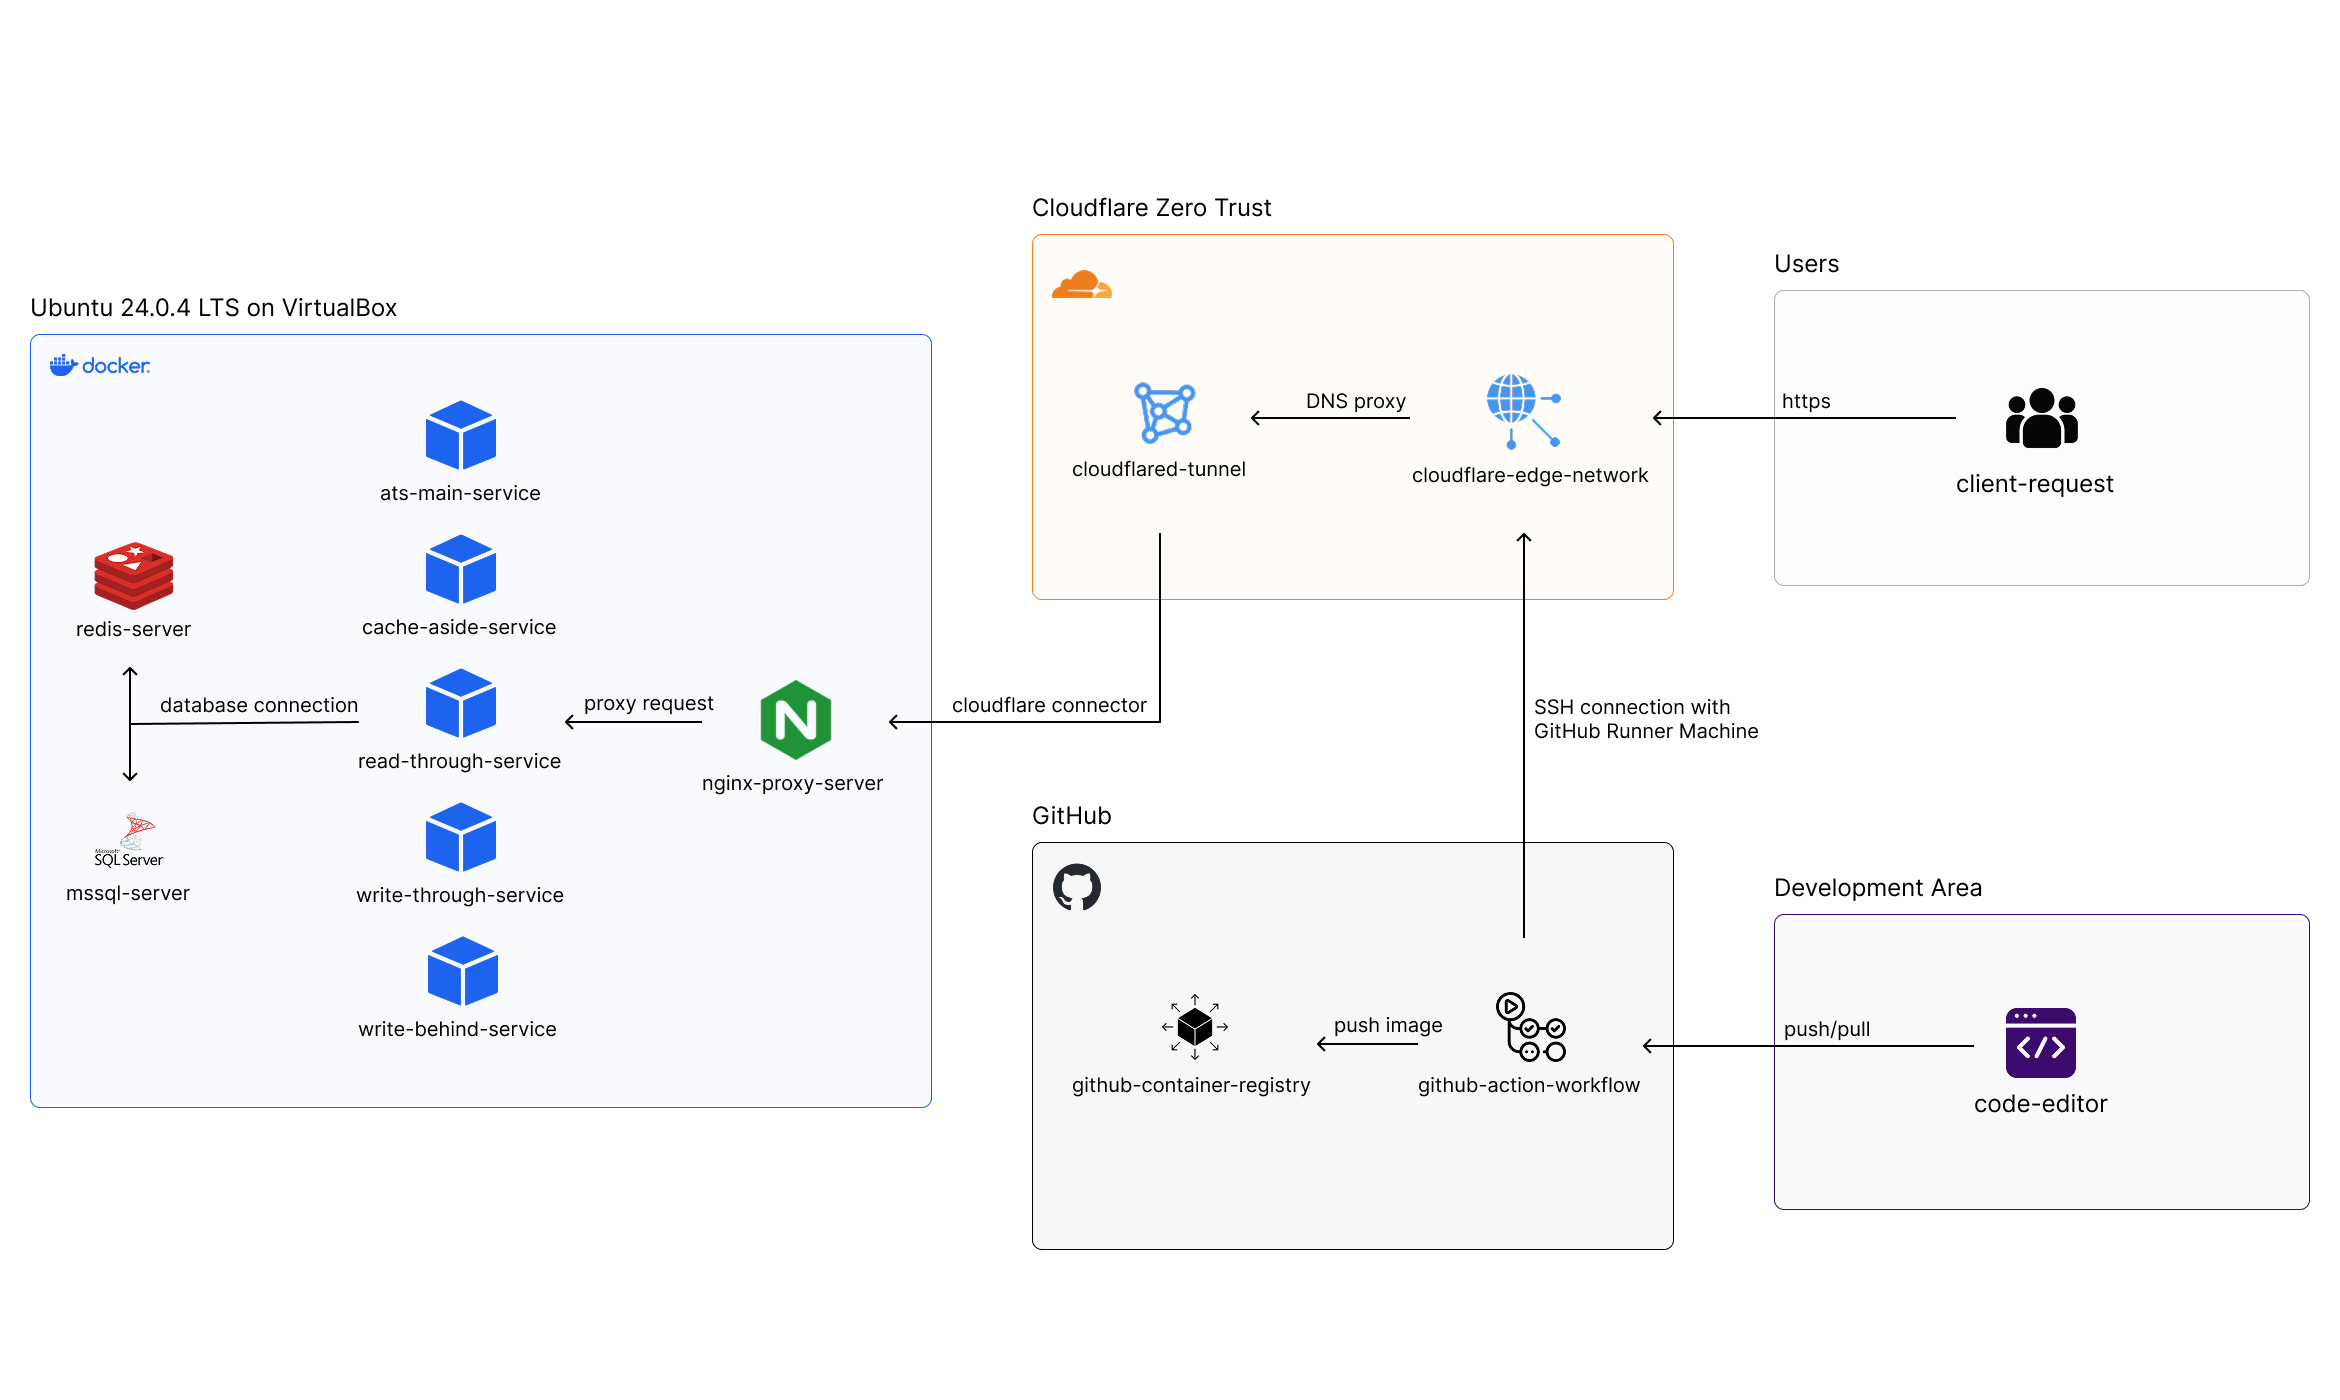 Cloudflare Zero Trust
Users
Ubuntu 24.0.4 LTS on VirtualBox
docker
https
DNS proxy
cloudflared-tunnel
cloudflare-edge-network
client-request
ats-main-service
cache-aside-service
redis-server
database connection
read-through-service
proxy request
nginx-proxy-server
cloudflare connector
SSH connection with
GitHub Runner Machine
Microsoft
SQL Server
mssql-server
write-through-service
write-behind-service
GitHub
Development Area
push image
github-container-registry
github-action-workflow
push/pull
code-editor